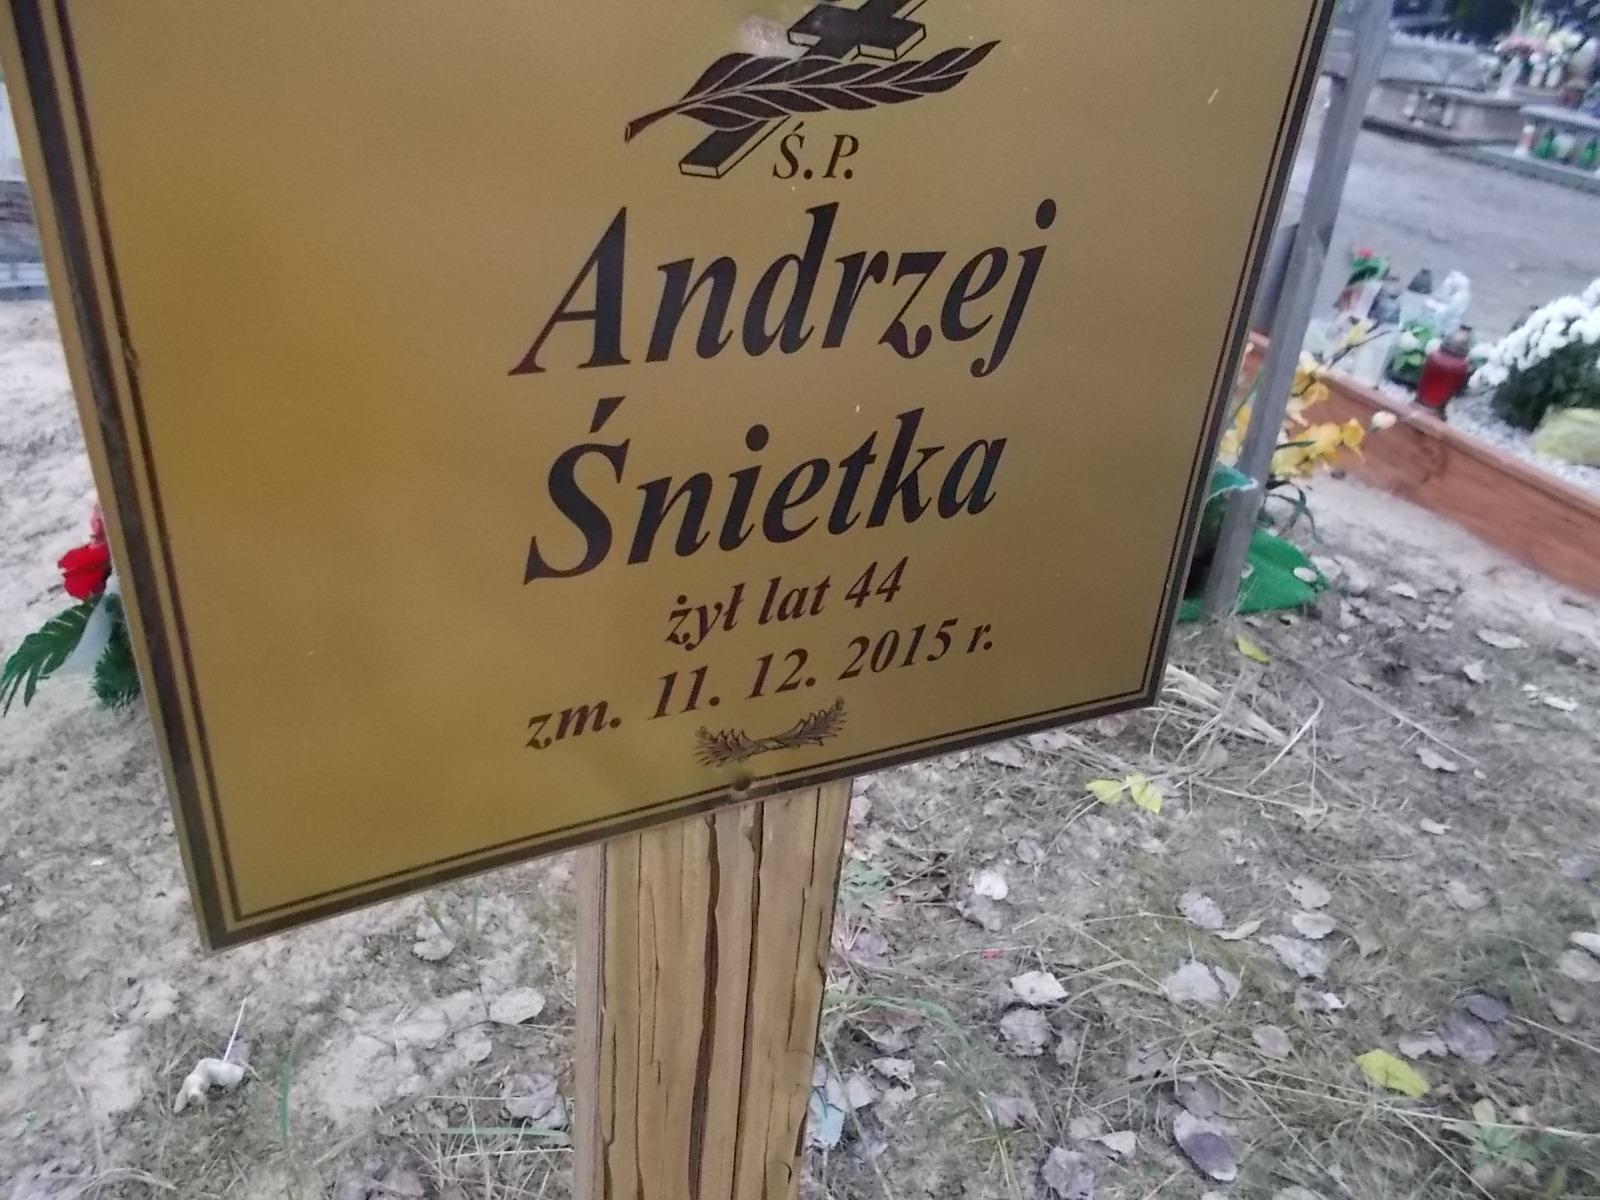 Ś. P.
Andrzej
Śnietka
żył lat 44
zm. 11. 12. 2015 r.